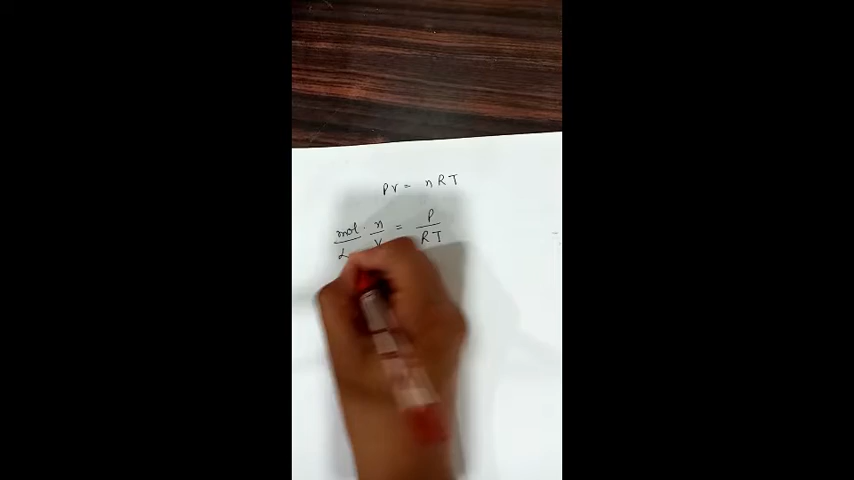 PV = nRT
mol/L . n/V = P/RT